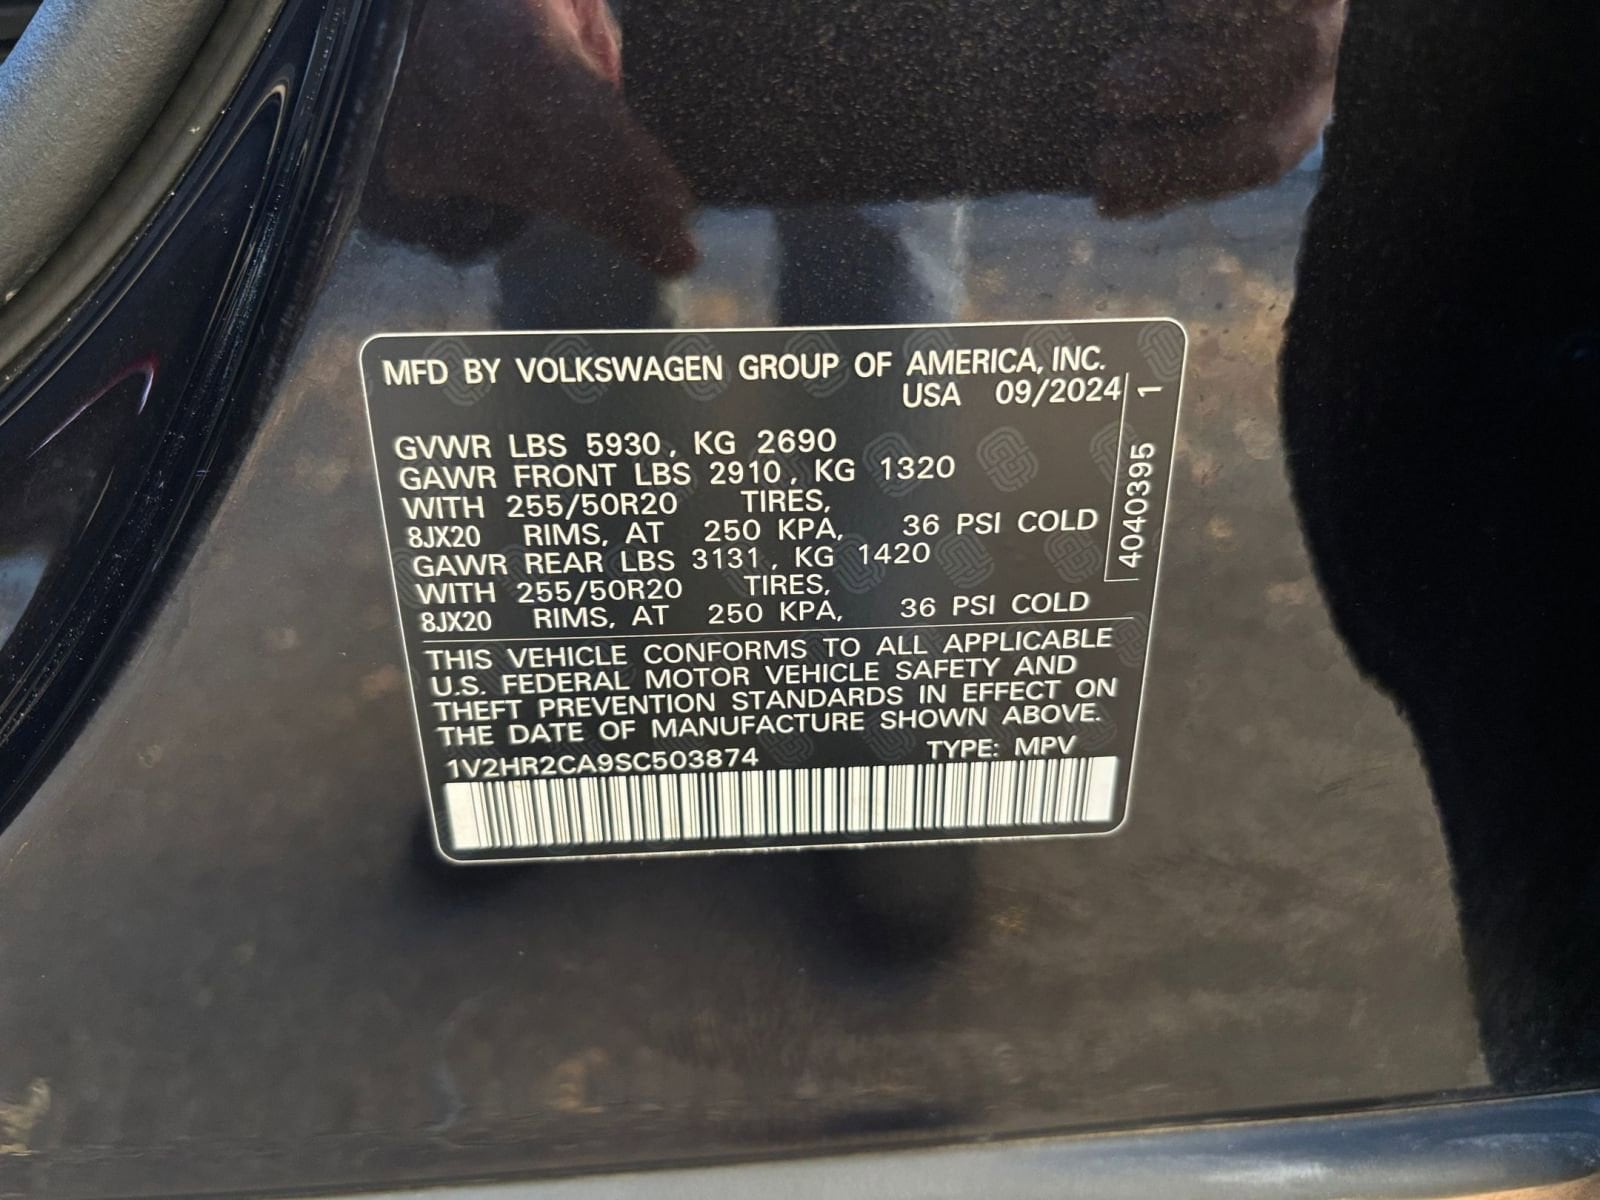 MFD BY VOLKSWAGEN GROUP OF AMERICA, INC.
USA 09/2024
GVWR LBS 5930, KG 2690
GAWR FRONT LBS 2910, KG 1320
WITH 255/50R20 TIRES,
8JX20 RIMS, AT 250 KPA, 36 PSI COLD
GAWR REAR LBS 3131, KG 1420
WITH 255/50R20 TIRES,
8JX20 RIMS, AT 250 KPA, 36 PSI COLD
4040395 1
THIS VEHICLE CONFORMS TO ALL APPLICABLE
U.S. FEDERAL MOTOR VEHICLE SAFETY AND
THEFT PREVENTION STANDARDS IN EFFECT ON
THE DATE OF MANUFACTURE SHOWN ABOVE.
1V2HR2CA9SC503874 TYPE: MPV